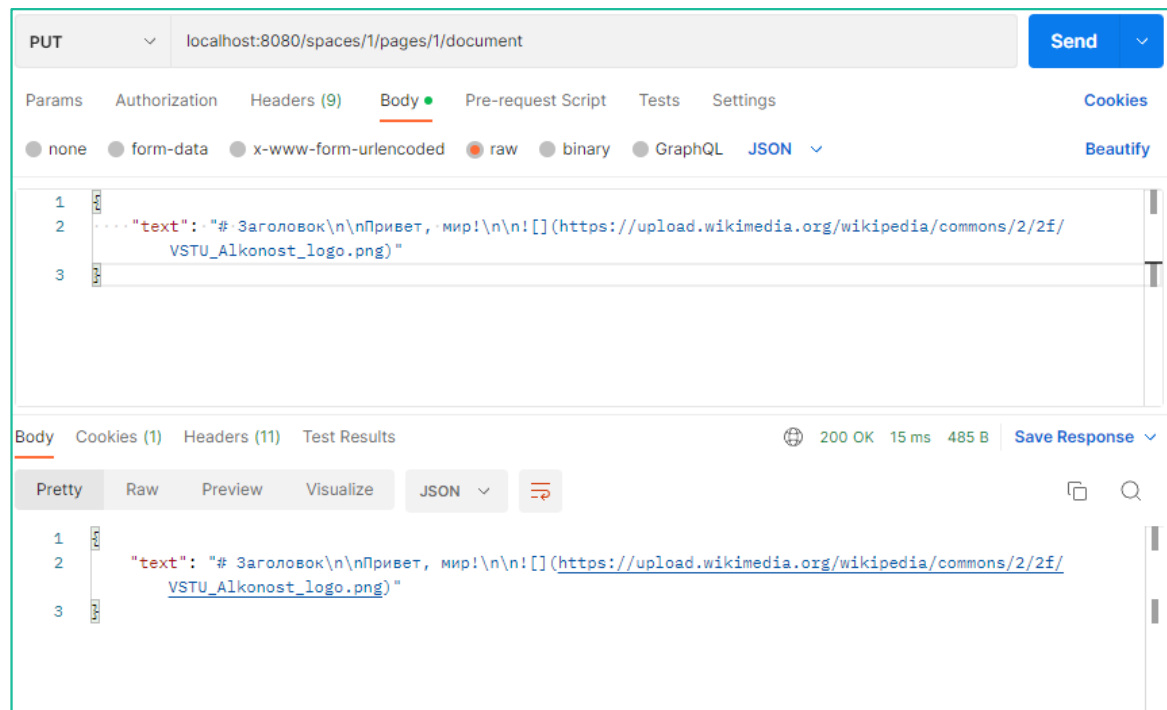 PUT localhost:8080/spaces/1/pages/1/document Send
Params Authorization Headers (9) Body Pre-request Script Tests Settings Cookies
none form-data x-www-form-urlencoded raw binary GraphQL JSON Beautify
1 {
2 ····"text":·"#·Заголовок\n\nПривет,·мир!\n\n![](https://upload.wikimedia.org/wikipedia/commons/2/2f/
VSTU_Alkonost_logo.png)"
3 }
Body Cookies (1) Headers (11) Test Results 200 OK 15 ms 485 B Save Response
Pretty Raw Preview Visualize JSON
1 {
2 "text": "# Заголовок\n\nПривет, мир!\n\n![](https://upload.wikimedia.org/wikipedia/commons/2/2f/
VSTU_Alkonost_logo.png)"
3 }